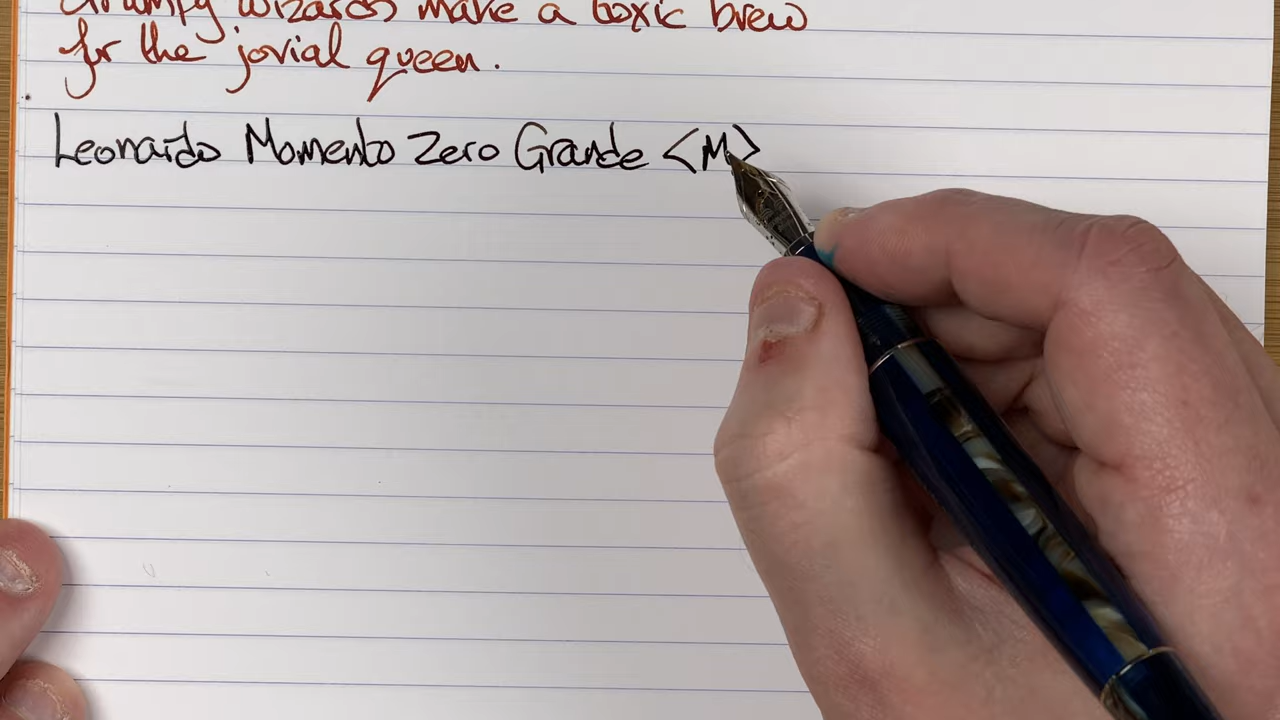 Grumpy wizards make a toxic brew
for the jovial queen.
Leonardo Momento Zero Grande <M>